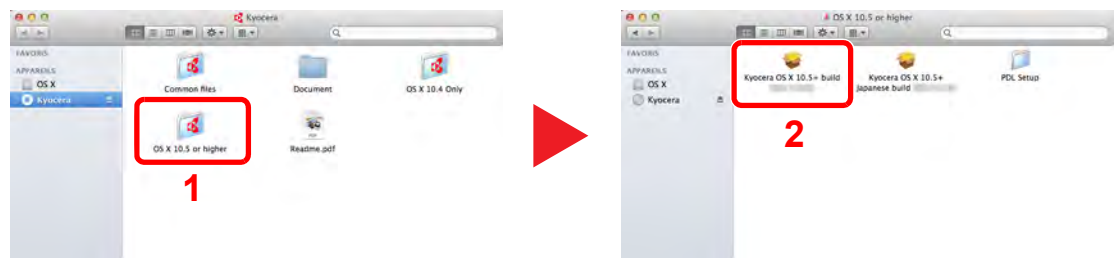 Kyocera
FAVORIS
APPAREILS
OS X
Kyocera
Common files
Document
OS X 10.4 Only
OS X 10.5 or higher
Readme.pdf
1
OS X 10.5 or higher
FAVORIS
APPAREILS
OS X
Kyocera
Kyocera OS X 10.5+ build
Kyocera OS X 10.5+
Japanese build
PDL Setup
2